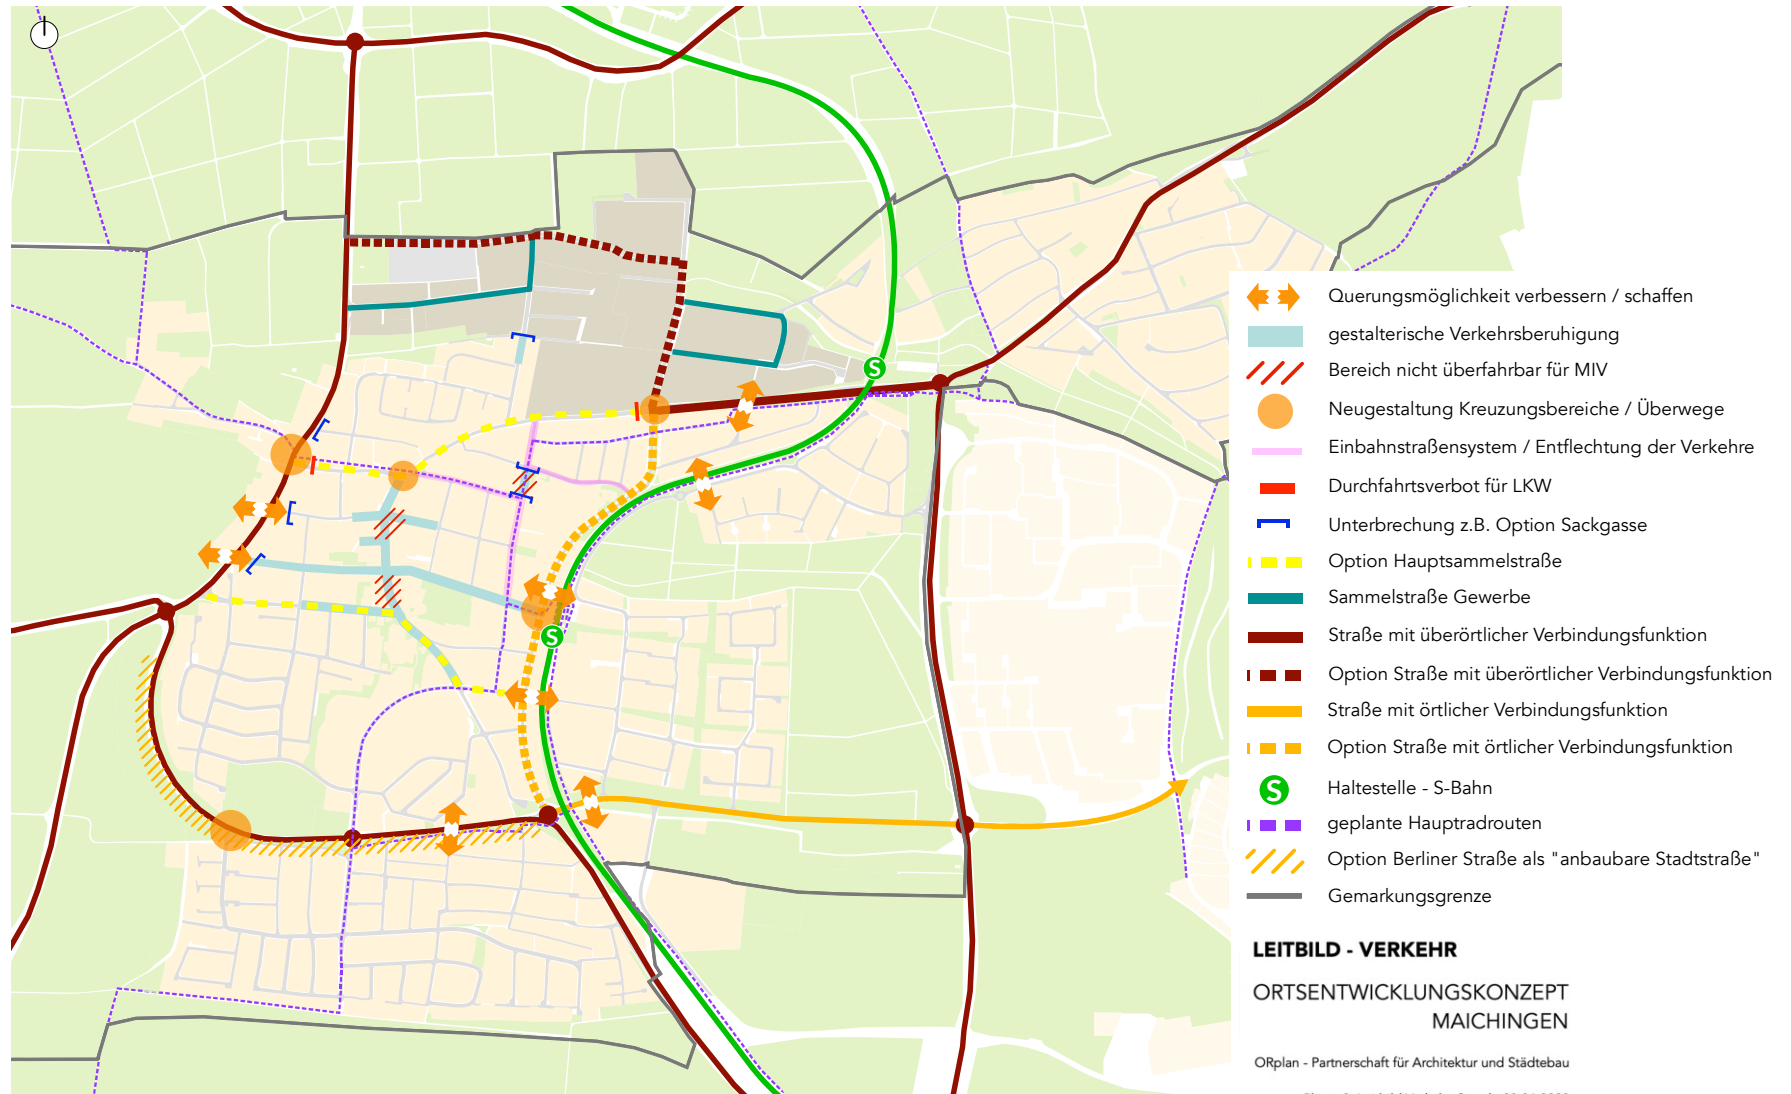 S
S
Querungsmöglichkeit verbessern / schaffen
gestalterische Verkehrsberuhigung
Bereich nicht überfahrbar für MIV
Neugestaltung Kreuzungsbereiche / Überwege
Einbahnstraßensystem / Entflechtung der Verkehre
Durchfahrtsverbot für LKW
Unterbrechung z.B. Option Sackgasse
Option Hauptsammelstraße
Sammelstraße Gewerbe
Straße mit überörtlicher Verbindungsfunktion
Option Straße mit überörtlicher Verbindungsfunktion
Straße mit örtlicher Verbindungsfunktion
Option Straße mit örtlicher Verbindungsfunktion
S Haltestelle - S-Bahn
geplante Hauptradrouten
Option Berliner Straße als "anbaubare Stadtstraße"
Gemarkungsgrenze
LEITBILD - VERKEHR
ORTSENTWICKLUNGSKONZEPT
MAICHINGEN
ORplan - Partnerschaft für Architektur und Städtebau